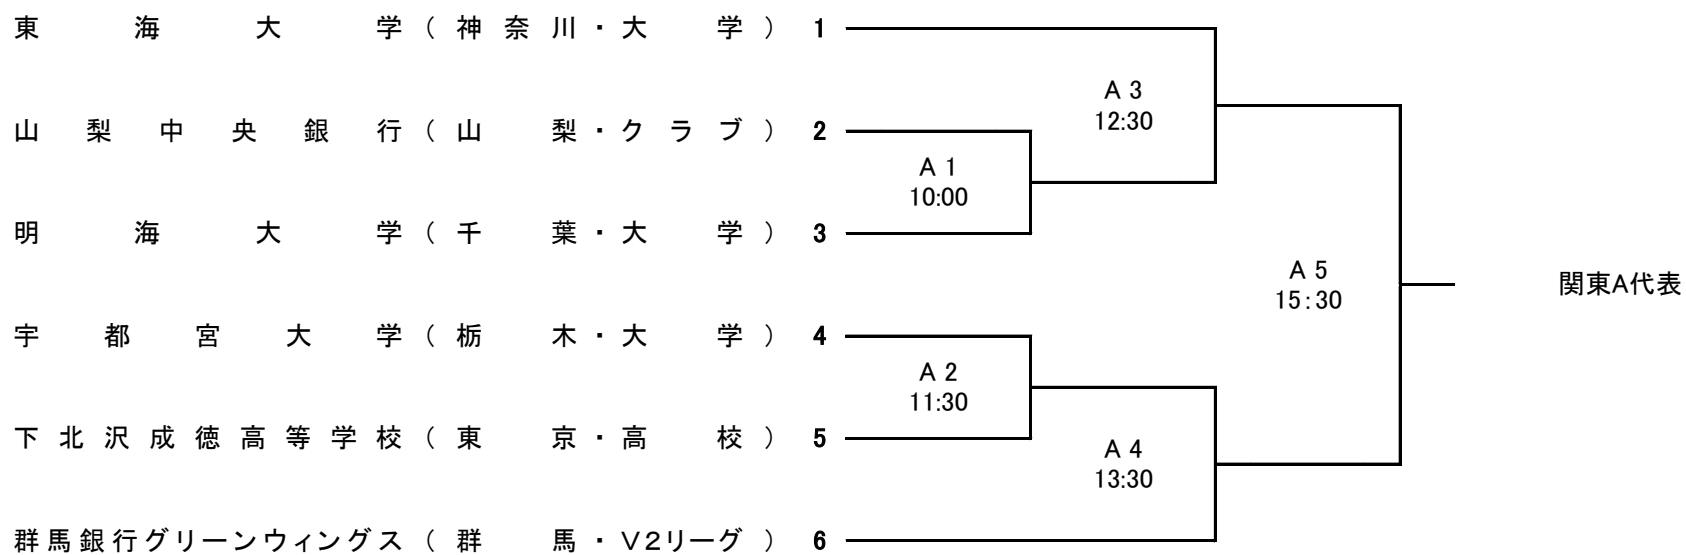 東海大学（神奈川・大学） 1
A 3
12:30
山梨中央銀行（山梨・クラブ） 2
A 1
10:00
明海大学（千葉・大学） 3
A 5
15:30
関東A代表
宇都宮大学（栃木・大学） 4
A 2
11:30
下北沢成徳高等学校（東京・高校） 5
A 4
13:30
群馬銀行グリーンウィングス（群馬・V2リーグ） 6